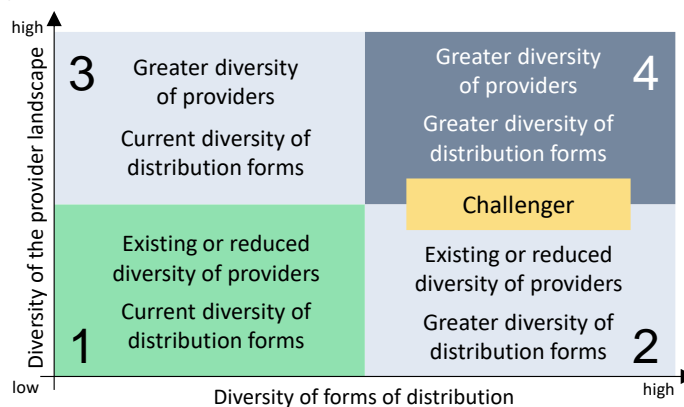 high
Diversity of the provider landscape
3
Greater diversity
of providers
Current diversity of
distribution forms
Greater diversity
of providers
4
Greater diversity of
distribution forms
Challenger
Existing or reduced
diversity of providers
Current diversity of
distribution forms
1
Existing or reduced
diversity of providers
Greater diversity of
distribution forms
2
low
Diversity of forms of distribution
high